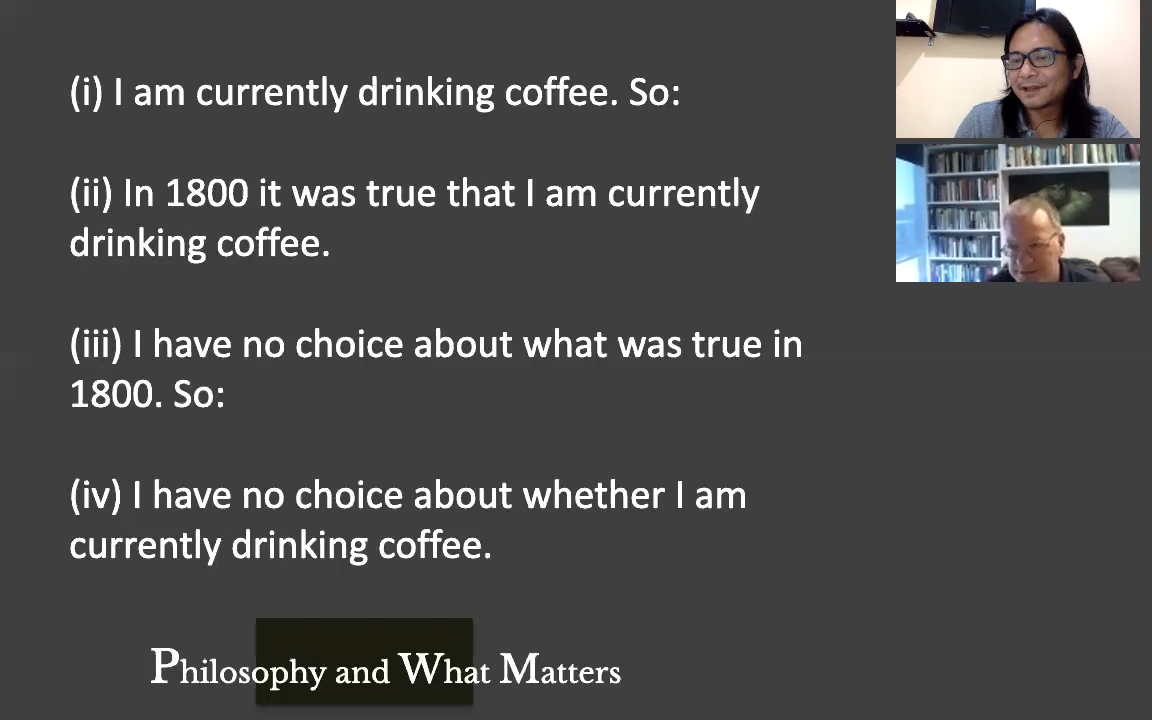 (i) I am currently drinking coffee. So:
(ii) In 1800 it was true that I am currently
drinking coffee.
(iii) I have no choice about what was true in
1800. So:
(iv) I have no choice about whether I am
currently drinking coffee.
Philosophy and What Matters